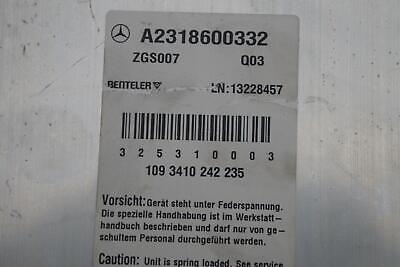 A2318600332
ZGS007 Q03
BENTELER LN:13228457
325310003
109 3410 242 235
Vorsicht: Gerät steht unter Federspannung.
Die spezielle Handhabung ist im Werkstatt-
handbuch beschrieben und darf nur von ge-
schultem Personal durchgeführt werden.
Caution: Unit is spring loaded. See